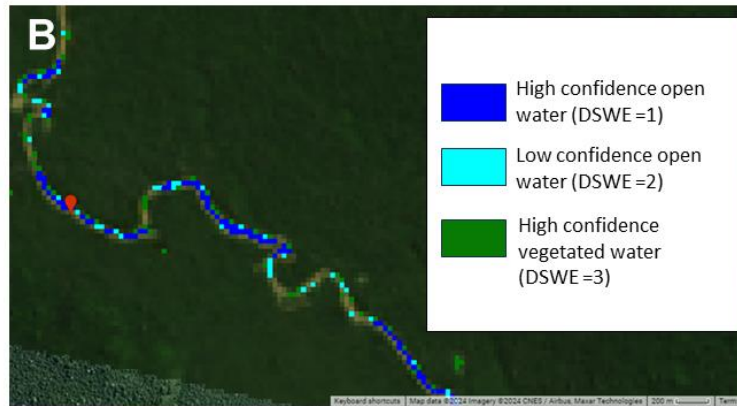 B
High confidence open
water (DSWE =1)
Low confidence open
water (DSWE =2)
High confidence
vegetated water
(DSWE =3)
Keyboard shortcuts
Map data ©2024 Imagery ©2024 CNES / Airbus, Maxar Technologies
200 m
Term